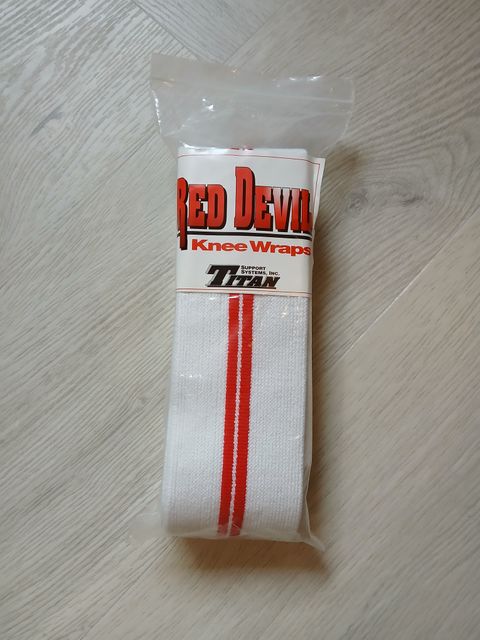 RED DEVIL
Knee Wraps
SUPPORT
SYSTEMS, INC.
TITAN